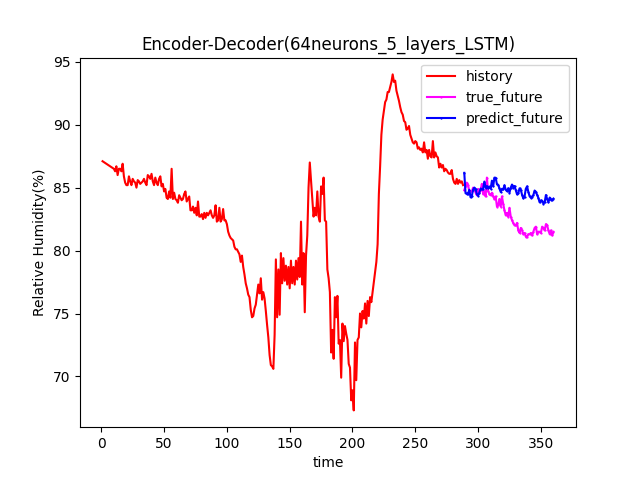 Encoder-Decoder(64neurons_5_layers_LSTM)
history
true_future
predict_future
Relative Humidity(%)
95
90
85
80
75
70
0 50 100 150 200 250 300 350
time